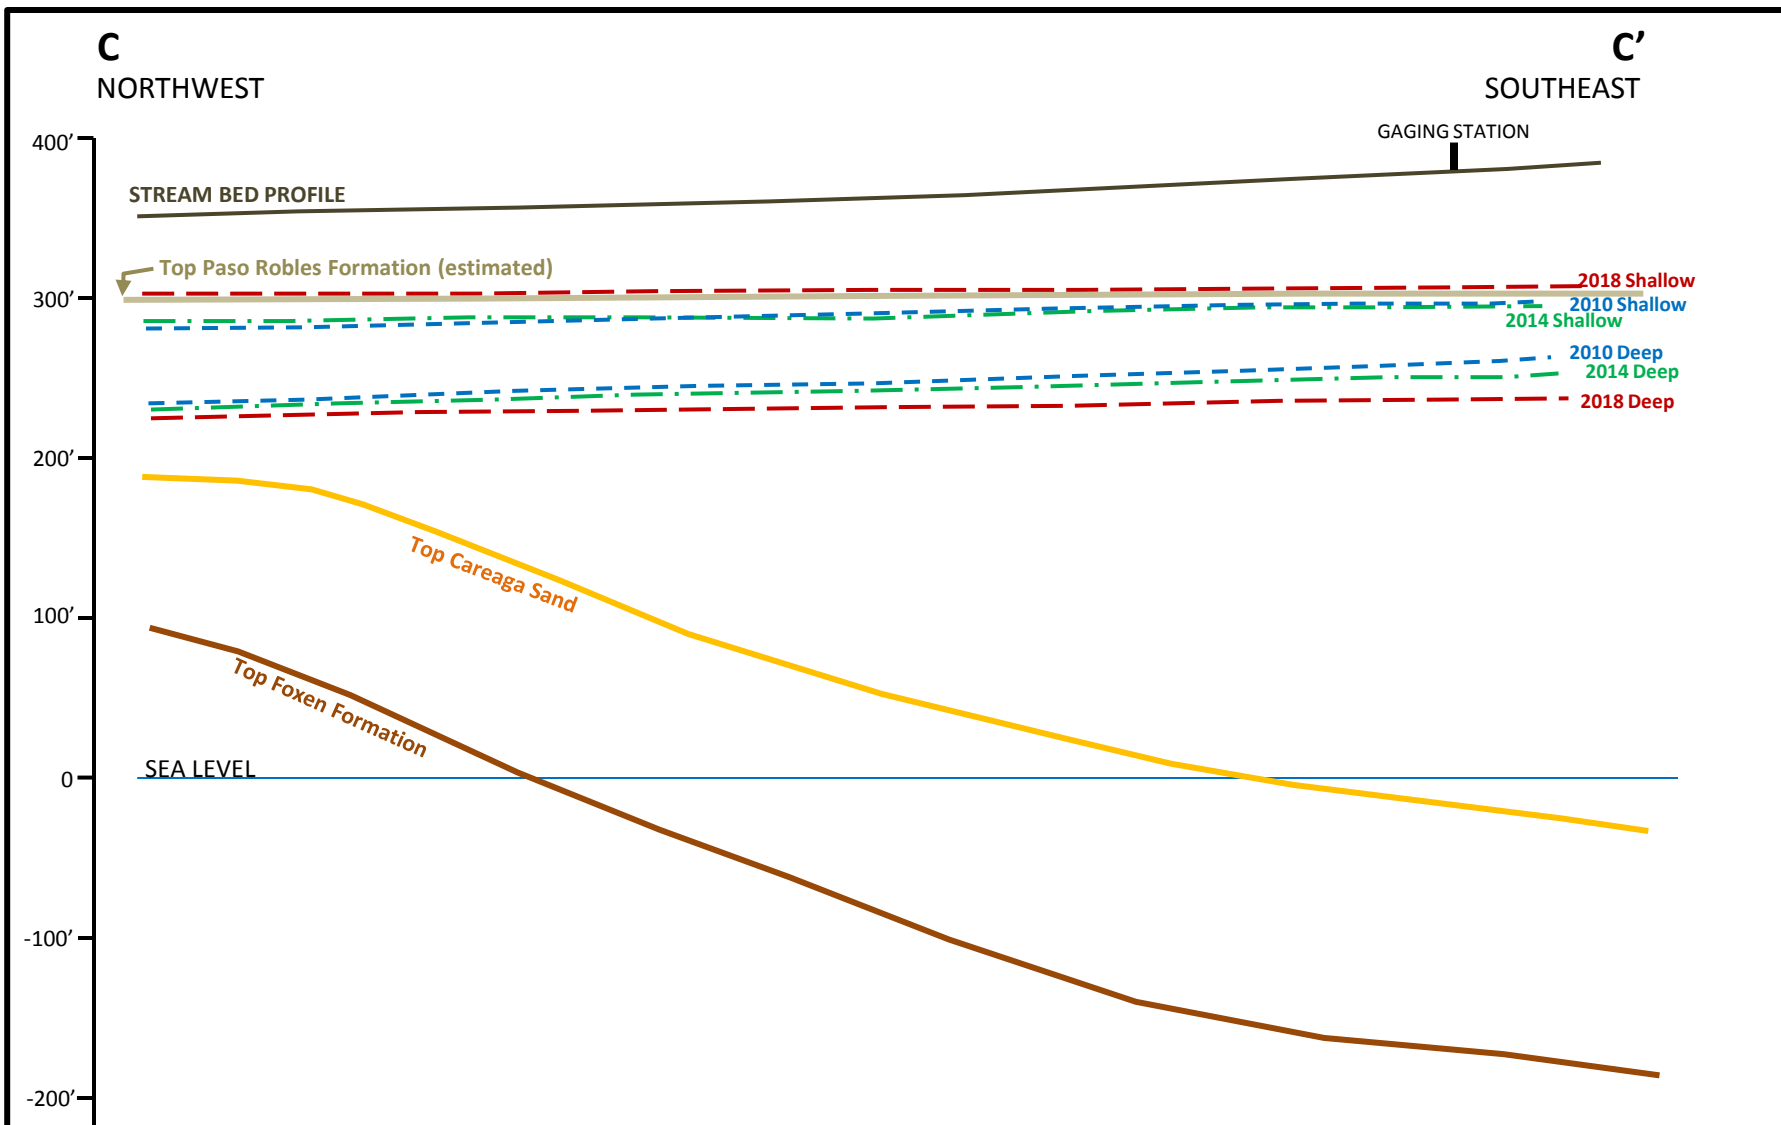 C
C’
NORTHWEST
SOUTHEAST
GAGING STATION
400’
STREAM BED PROFILE
Top Paso Robles Formation (estimated)
2018 Shallow
300’
2010 Shallow
2014 Shallow
2010 Deep
2014 Deep
2018 Deep
200’
Top Careaga Sand
100’
Top Foxen Formation
SEA LEVEL
0
-100’
-200’